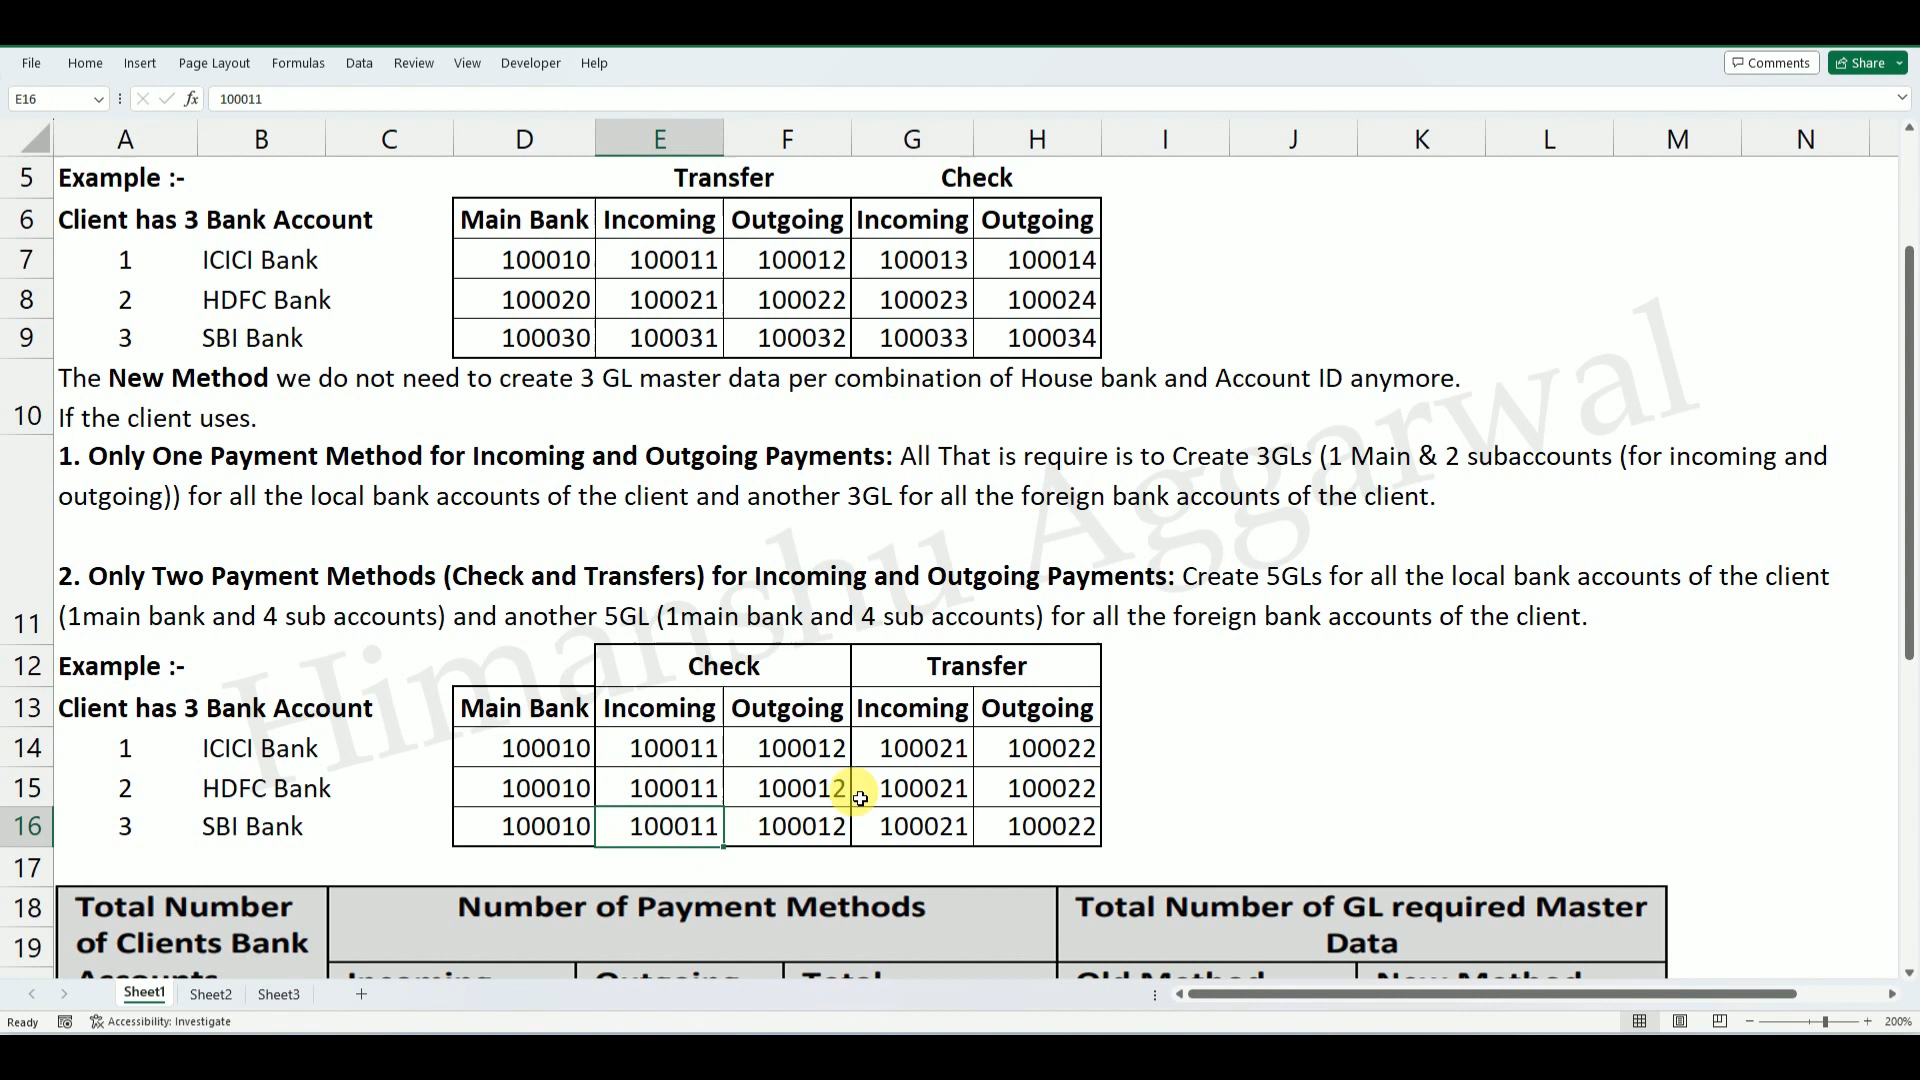 File Home Insert Page Layout Formulas Data Review View Developer Help Comments Share
E16 fx 100011
A B C D E F G H I J K L M N
5 Example :- Transfer Check
6 Client has 3 Bank Account Main Bank Incoming Outgoing Incoming Outgoing
7 1 ICICI Bank 100010 100011 100012 100013 100014
8 2 HDFC Bank 100020 100021 100022 100023 100024
9 3 SBI Bank 100030 100031 100032 100033 100034
The New Method we do not need to create 3 GL master data per combination of House bank and Account ID anymore.
10 If the client uses.
1. Only One Payment Method for Incoming and Outgoing Payments: All That is require is to Create 3GLs (1 Main & 2 subaccounts (for incoming and
outgoing)) for all the local bank accounts of the client and another 3GL for all the foreign bank accounts of the client.
2. Only Two Payment Methods (Check and Transfers) for Incoming and Outgoing Payments: Create 5GLs for all the local bank accounts of the client
11 (1main bank and 4 sub accounts) and another 5GL (1main bank and 4 sub accounts) for all the foreign bank accounts of the client.
12 Example :- Check Transfer
13 Client has 3 Bank Account Main Bank Incoming Outgoing Incoming Outgoing
14 1 ICICI Bank 100010 100011 100012 100021 100022
15 2 HDFC Bank 100010 100011 100012 100021 100022
16 3 SBI Bank 100010 100011 100012 100021 100022
17
18 Total Number Number of Payment Methods Total Number of GL required Master
19 of Clients Bank Data
Accounts Incoming Outgoing Total Old Method New Method
Himanshu Aggarwal
Sheet1 Sheet2 Sheet3
Ready Accessibility: Investigate 200%